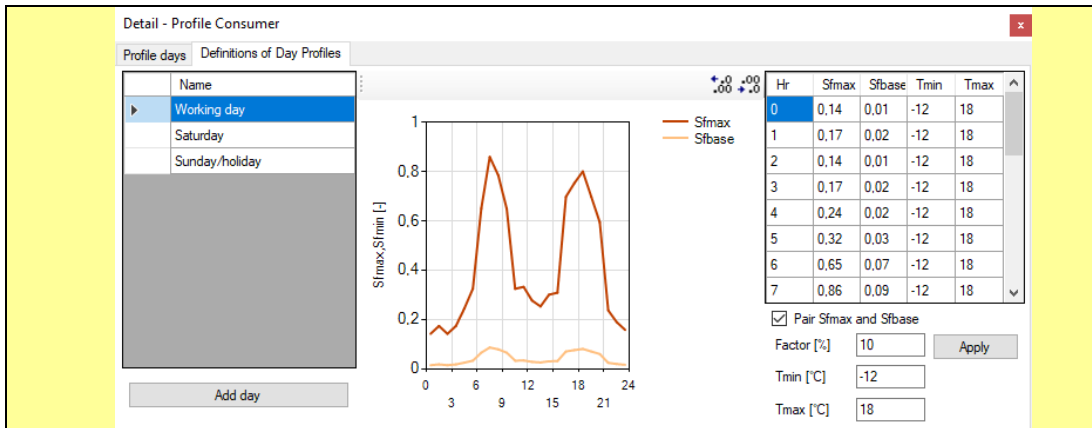 Detail - Profile Consumer
x
Profile days Definitions of Day Profiles
Name
Working day
Saturday
Sunday/holiday
Add day
←.0 .00
.00 →.0
Sfmax
Sfbase
Sfmax,Sfmin [-]
1
0,8
0,6
0,4
0,2
0
0 6 12 18 24
3 9 15 21
Hr Sfmax Sfbase Tmin Tmax
0 0,14 0,01 -12 18
1 0,17 0,02 -12 18
2 0,14 0,01 -12 18
3 0,17 0,02 -12 18
4 0,24 0,02 -12 18
5 0,32 0,03 -12 18
6 0,65 0,07 -12 18
7 0,86 0,09 -12 18
Pair Sfmax and Sfbase
Factor [%] 10 Apply
Tmin [°C] -12
Tmax [°C] 18